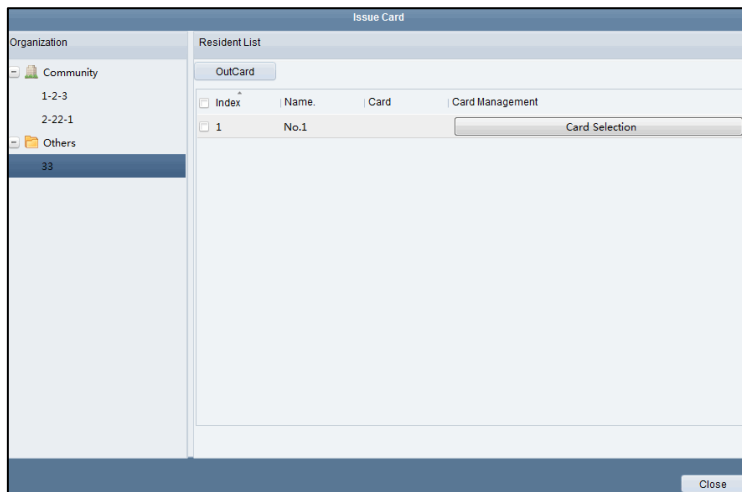 Issue Card
Organization
Community
1-2-3
2-22-1
Others
33
Resident List
OutCard
Index Name. Card Card Management
1 No.1 Card Selection
Close